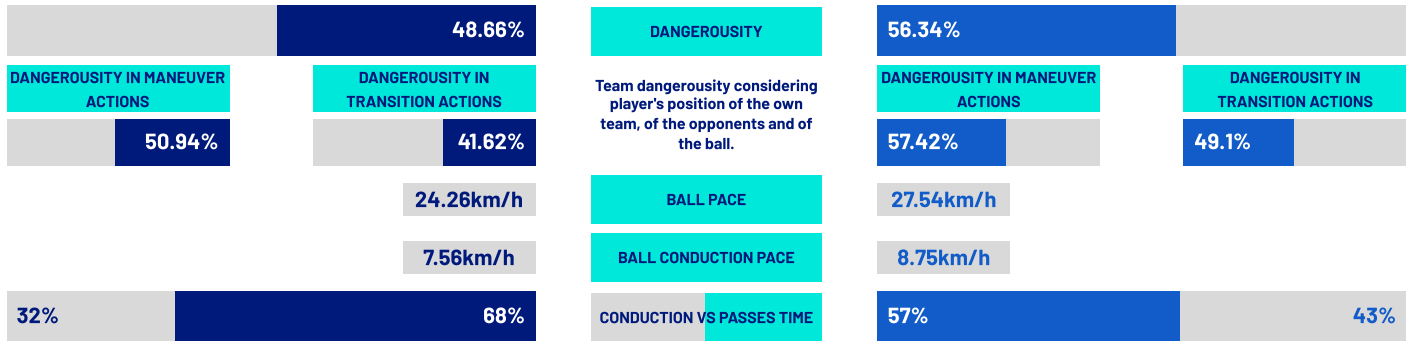 48.66%
DANGEROUSITY
56.34%
DANGEROUSITY IN MANEUVER
ACTIONS
DANGEROUSITY IN
TRANSITION ACTIONS
Team dangerousity considering
player's position of the own
team, of the opponents and of
the ball.
DANGEROUSITY IN MANEUVER
ACTIONS
DANGEROUSITY IN
TRANSITION ACTIONS
50.94%
41.62%
57.42%
49.1%
24.26km/h
BALL PACE
27.54km/h
7.56km/h
BALL CONDUCTION PACE
8.75km/h
32%
68%
CONDUCTION VS PASSES TIME
57%
43%